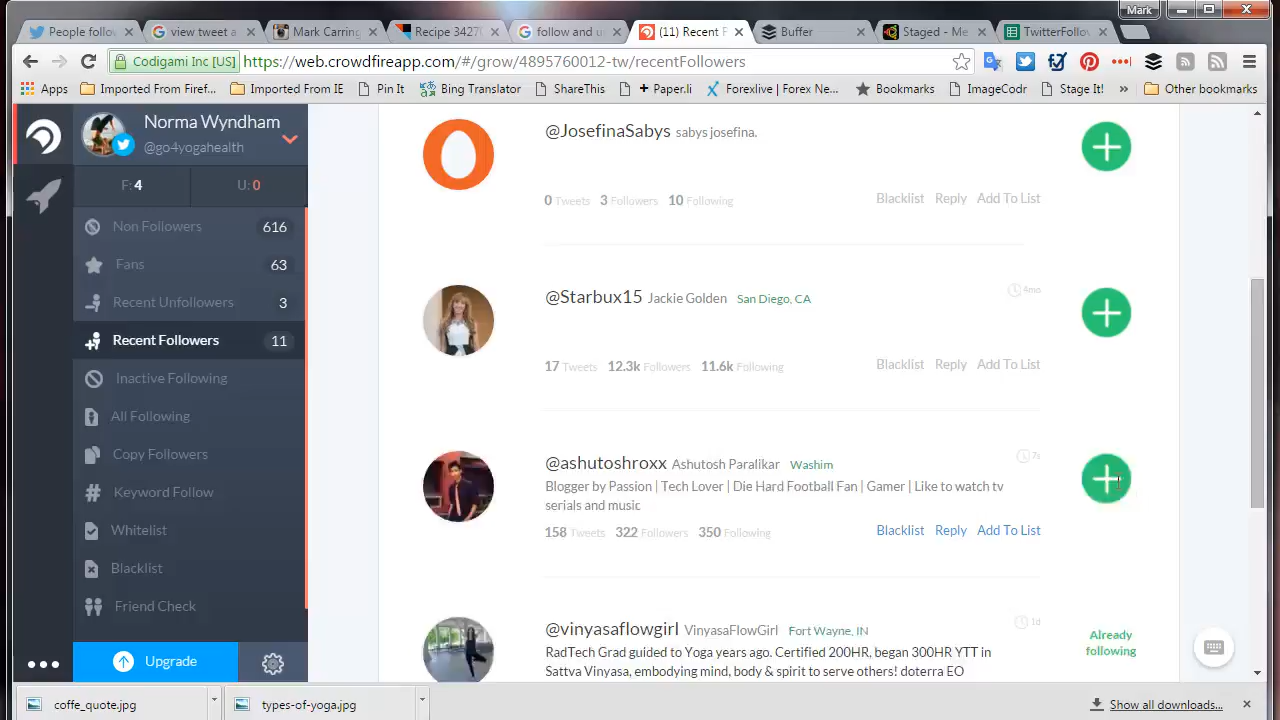 Mark
People follov
view tweet s
Mark Carring
Recipe 3427(
follow and u
(11) Recent F
Buffer
Staged - Me
TwitterFollov
Codigami Inc [US] https://web.crowdfireapp.com/#/grow/4895760012-tw/recentFollowers
Apps Imported From Firef... Imported From IE Pin It Bing Translator ShareThis + Paper.li Forexlive | Forex Ne... Bookmarks ImageCodr Stage It! » Other bookmarks
Norma Wyndham
@go4yogahealth
F: 4 U: 0
Non Followers 616
Fans 63
Recent Unfollowers 3
Recent Followers 11
Inactive Following
All Following
Copy Followers
Keyword Follow
Whitelist
Blacklist
Friend Check
Upgrade
@JosefinaSabys sabys josefina.
0 Tweets 3 Followers 10 Following Blacklist Reply Add To List
@Starbux15 Jackie Golden San Diego, CA 4mo
17 Tweets 12.3k Followers 11.6k Following Blacklist Reply Add To List
@ashutoshroxx Ashutosh Paralikar Washim 7s
Blogger by Passion | Tech Lover | Die Hard Football Fan | Gamer | Like to watch tv
serials and music
158 Tweets 322 Followers 350 Following Blacklist Reply Add To List
@vinyasaflowgirl VinyasaFlowGirl Fort Wayne, IN 1d
RadTech Grad guided to Yoga years ago. Certified 200HR, began 300HR YTT in
Sattva Vinyasa, embodying mind, body & spirit to serve others! doterra EO
Already
following
coffe_quote.jpg types-of-yoga.jpg Show all downloads...